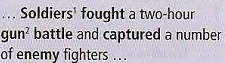 … Soldiers¹ fought a two-hour
gun² battle and captured a number
of enemy fighters …